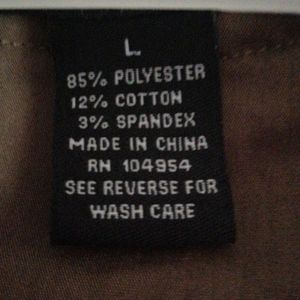 L
85% POLYESTER
12% COTTON
3% SPANDEX
MADE IN CHINA
RN 104954
SEE REVERSE FOR
WASH CARE